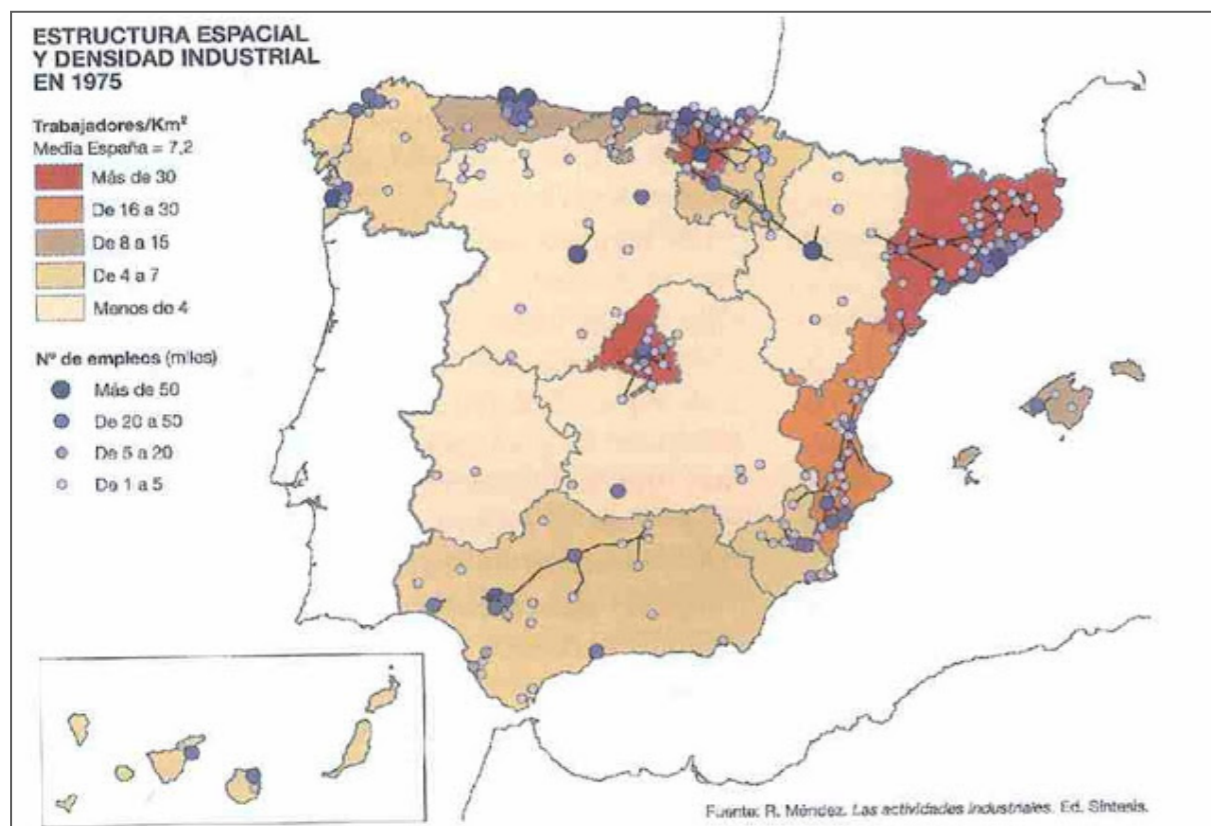 ESTRUCTURA ESPACIAL
Y DENSIDAD INDUSTRIAL
EN 1975
Trabajadores/Km²
Media España = 7,2
Más de 30
De 16 a 30
De 8 a 15
De 4 a 7
Menos de 4
Nº de empleos (miles)
Más de 50
De 20 a 50
De 5 a 20
De 1 a 5
Fuente: R. Méndez. Las actividades industriales. Ed. Síntesis.